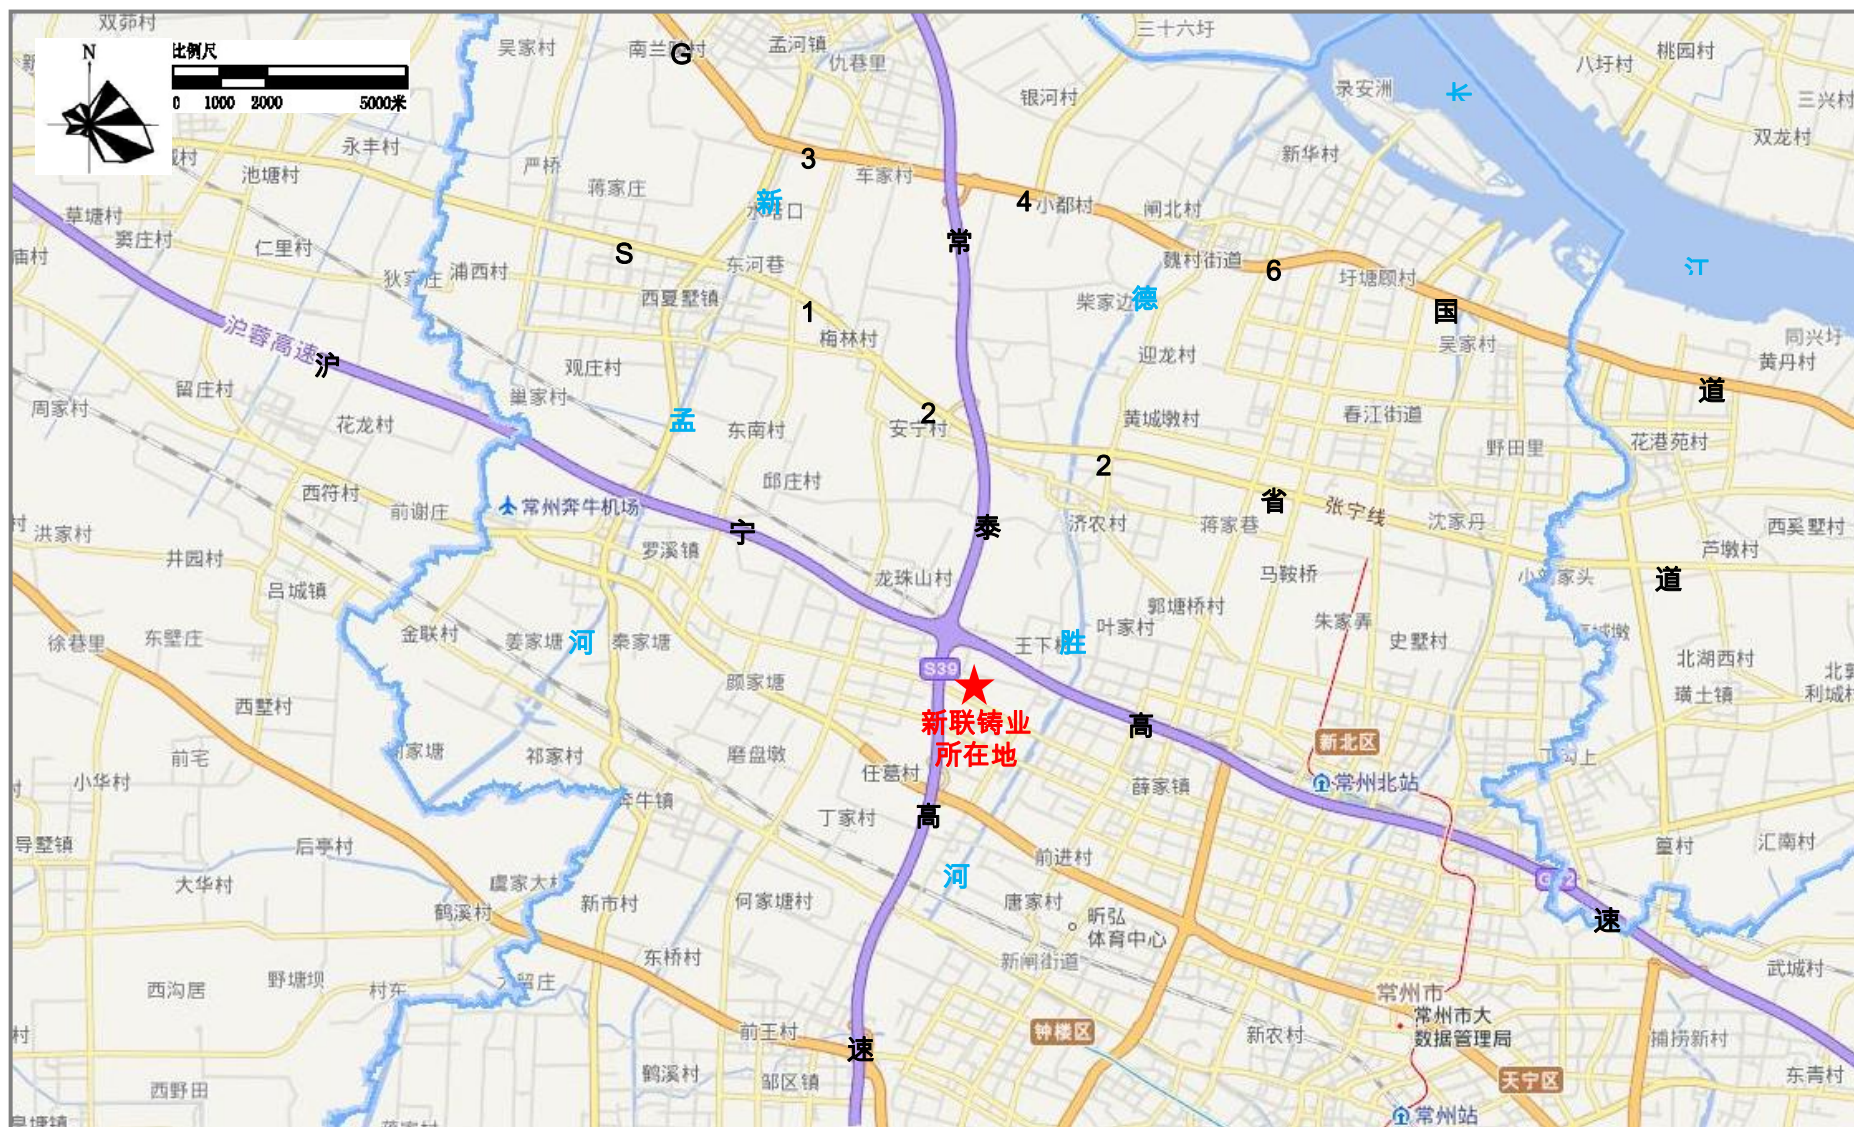 双茆村
吴家村
南兰陵村
G
孟河镇
仇巷里
三十六圩
八圩村
桃园村
N
比例尺
0 1000 2000 5000米
银河村
录安洲
长
三兴村
双龙村
永丰村
池塘村
严桥
蒋家庄
3
车家村
新华村
新
4
小都村
闸北村
草塘村
窦庄村
仁里村
S
常
东河巷
魏村街道
6
江
浦西村
西夏墅镇
柴家边
德
圩塘顾村
国
1
沪蓉高速
沪
梅林村
迎龙村
吴家村
同兴圩
黄丹村
观庄村
留庄村
巢家村
道
周家村
花龙村
孟
东南村
2
安宁村
黄城墩村
春江街道
野田里
花港苑村
2
邱庄村
西符村
前谢庄
常州奔牛机场
省
张宁线
沈家丹
宁
泰
济农村
蒋家巷
西奚墅村
洪家村
井园村
罗溪镇
芦墩村
龙珠山村
马鞍桥
道
吕城镇
郭塘桥村
朱家弄
徐巷里
东壁庄
金联村
姜家塘
河
秦家塘
胜
叶家村
史墅村
北湖西村
S39
颜家塘
璜土镇
利城村
西墅村
新联铸业
所在地
高
新北区
前宅
祁家村
磨盘墩
任葛村
小华村
薛家镇
常州北站
奔牛镇
丁家村
高
导墅镇
后亭村
前进村
篁村
汇南村
大华村
虞家大村
河
鹤溪村
新市村
何家塘村
唐家村
昕弘
体育中心
速
东桥村
新闸街道
武城村
西沟居
野塘坝
村东
常州市
常州市大
数据管理局
前王村
钟楼区
新农村
捕捞新村
速
鹤溪村
邹区镇
天宁区
东青村
西野田
常州站